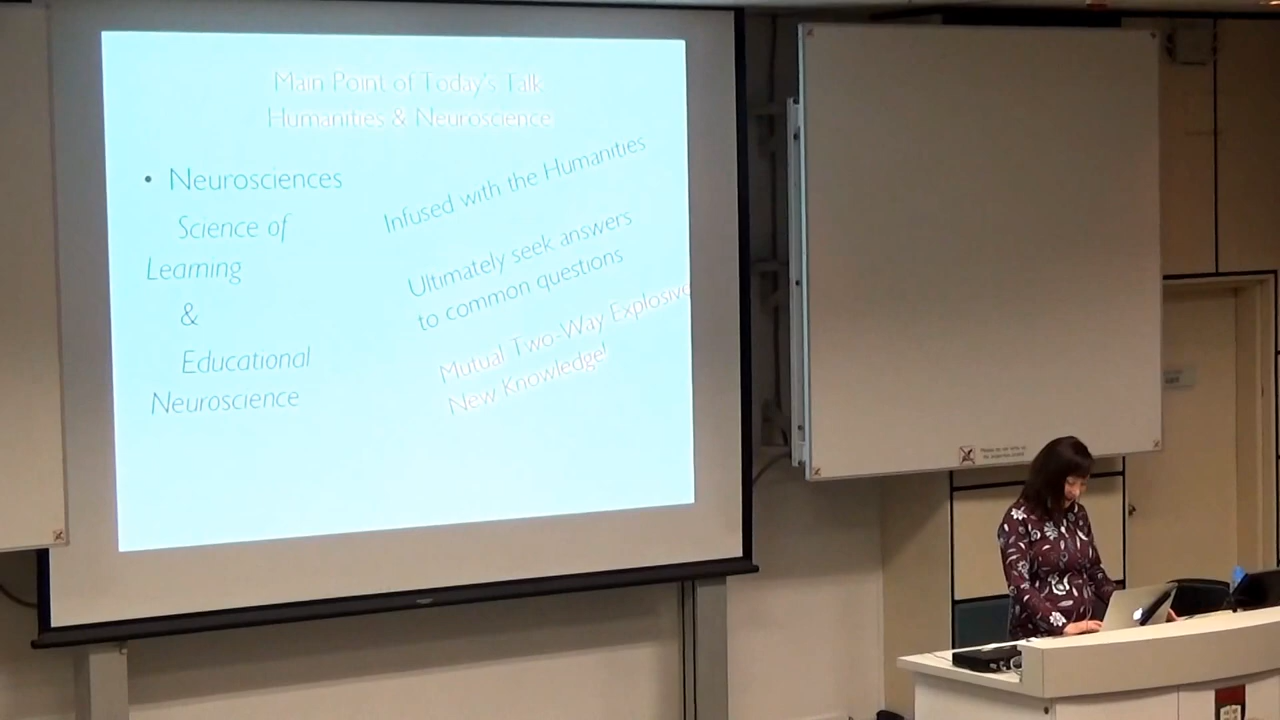 Main Point of Today's Talk
Humanities & Neuroscience
• Neurosciences
Science of
Learning
&
Educational
Neuroscience
Infused with the Humanities
Ultimately seek answers
to common questions
Mutual Two-Way Explosive
New Knowledge!